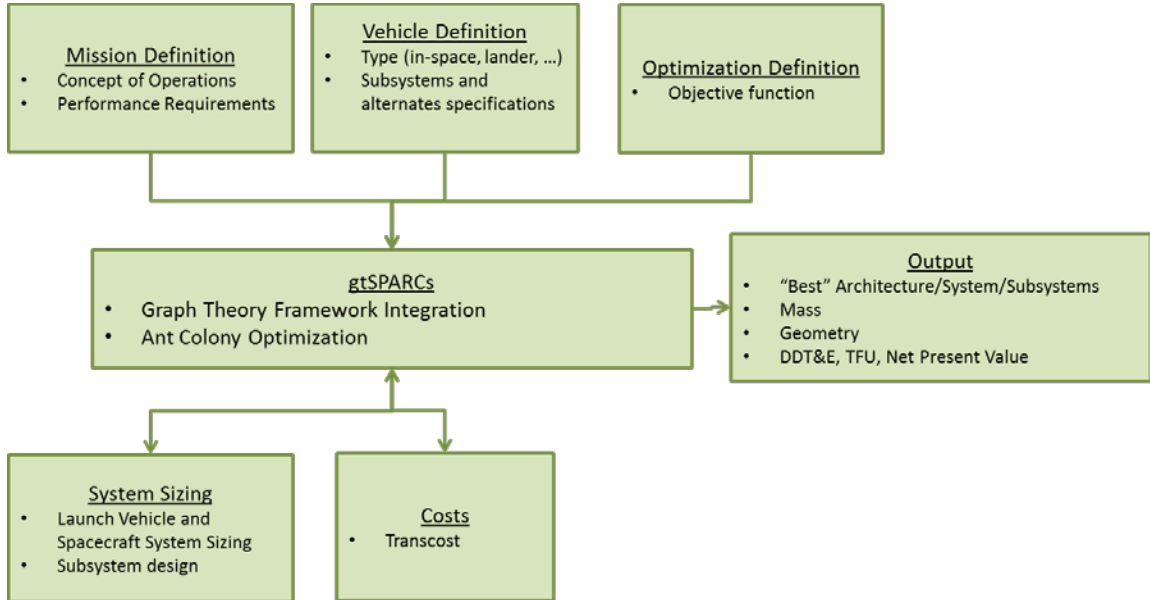 Mission Definition
• Concept of Operations
• Performance Requirements
Vehicle Definition
• Type (in-space, lander, ...)
• Subsystems and
alternates specifications
Optimization Definition
• Objective function
gtSPARCs
• Graph Theory Framework Integration
• Ant Colony Optimization
Output
• “Best” Architecture/System/Subsystems
• Mass
• Geometry
• DDT&E, TFU, Net Present Value
System Sizing
• Launch Vehicle and
Spacecraft System Sizing
• Subsystem design
Costs
• Transcost